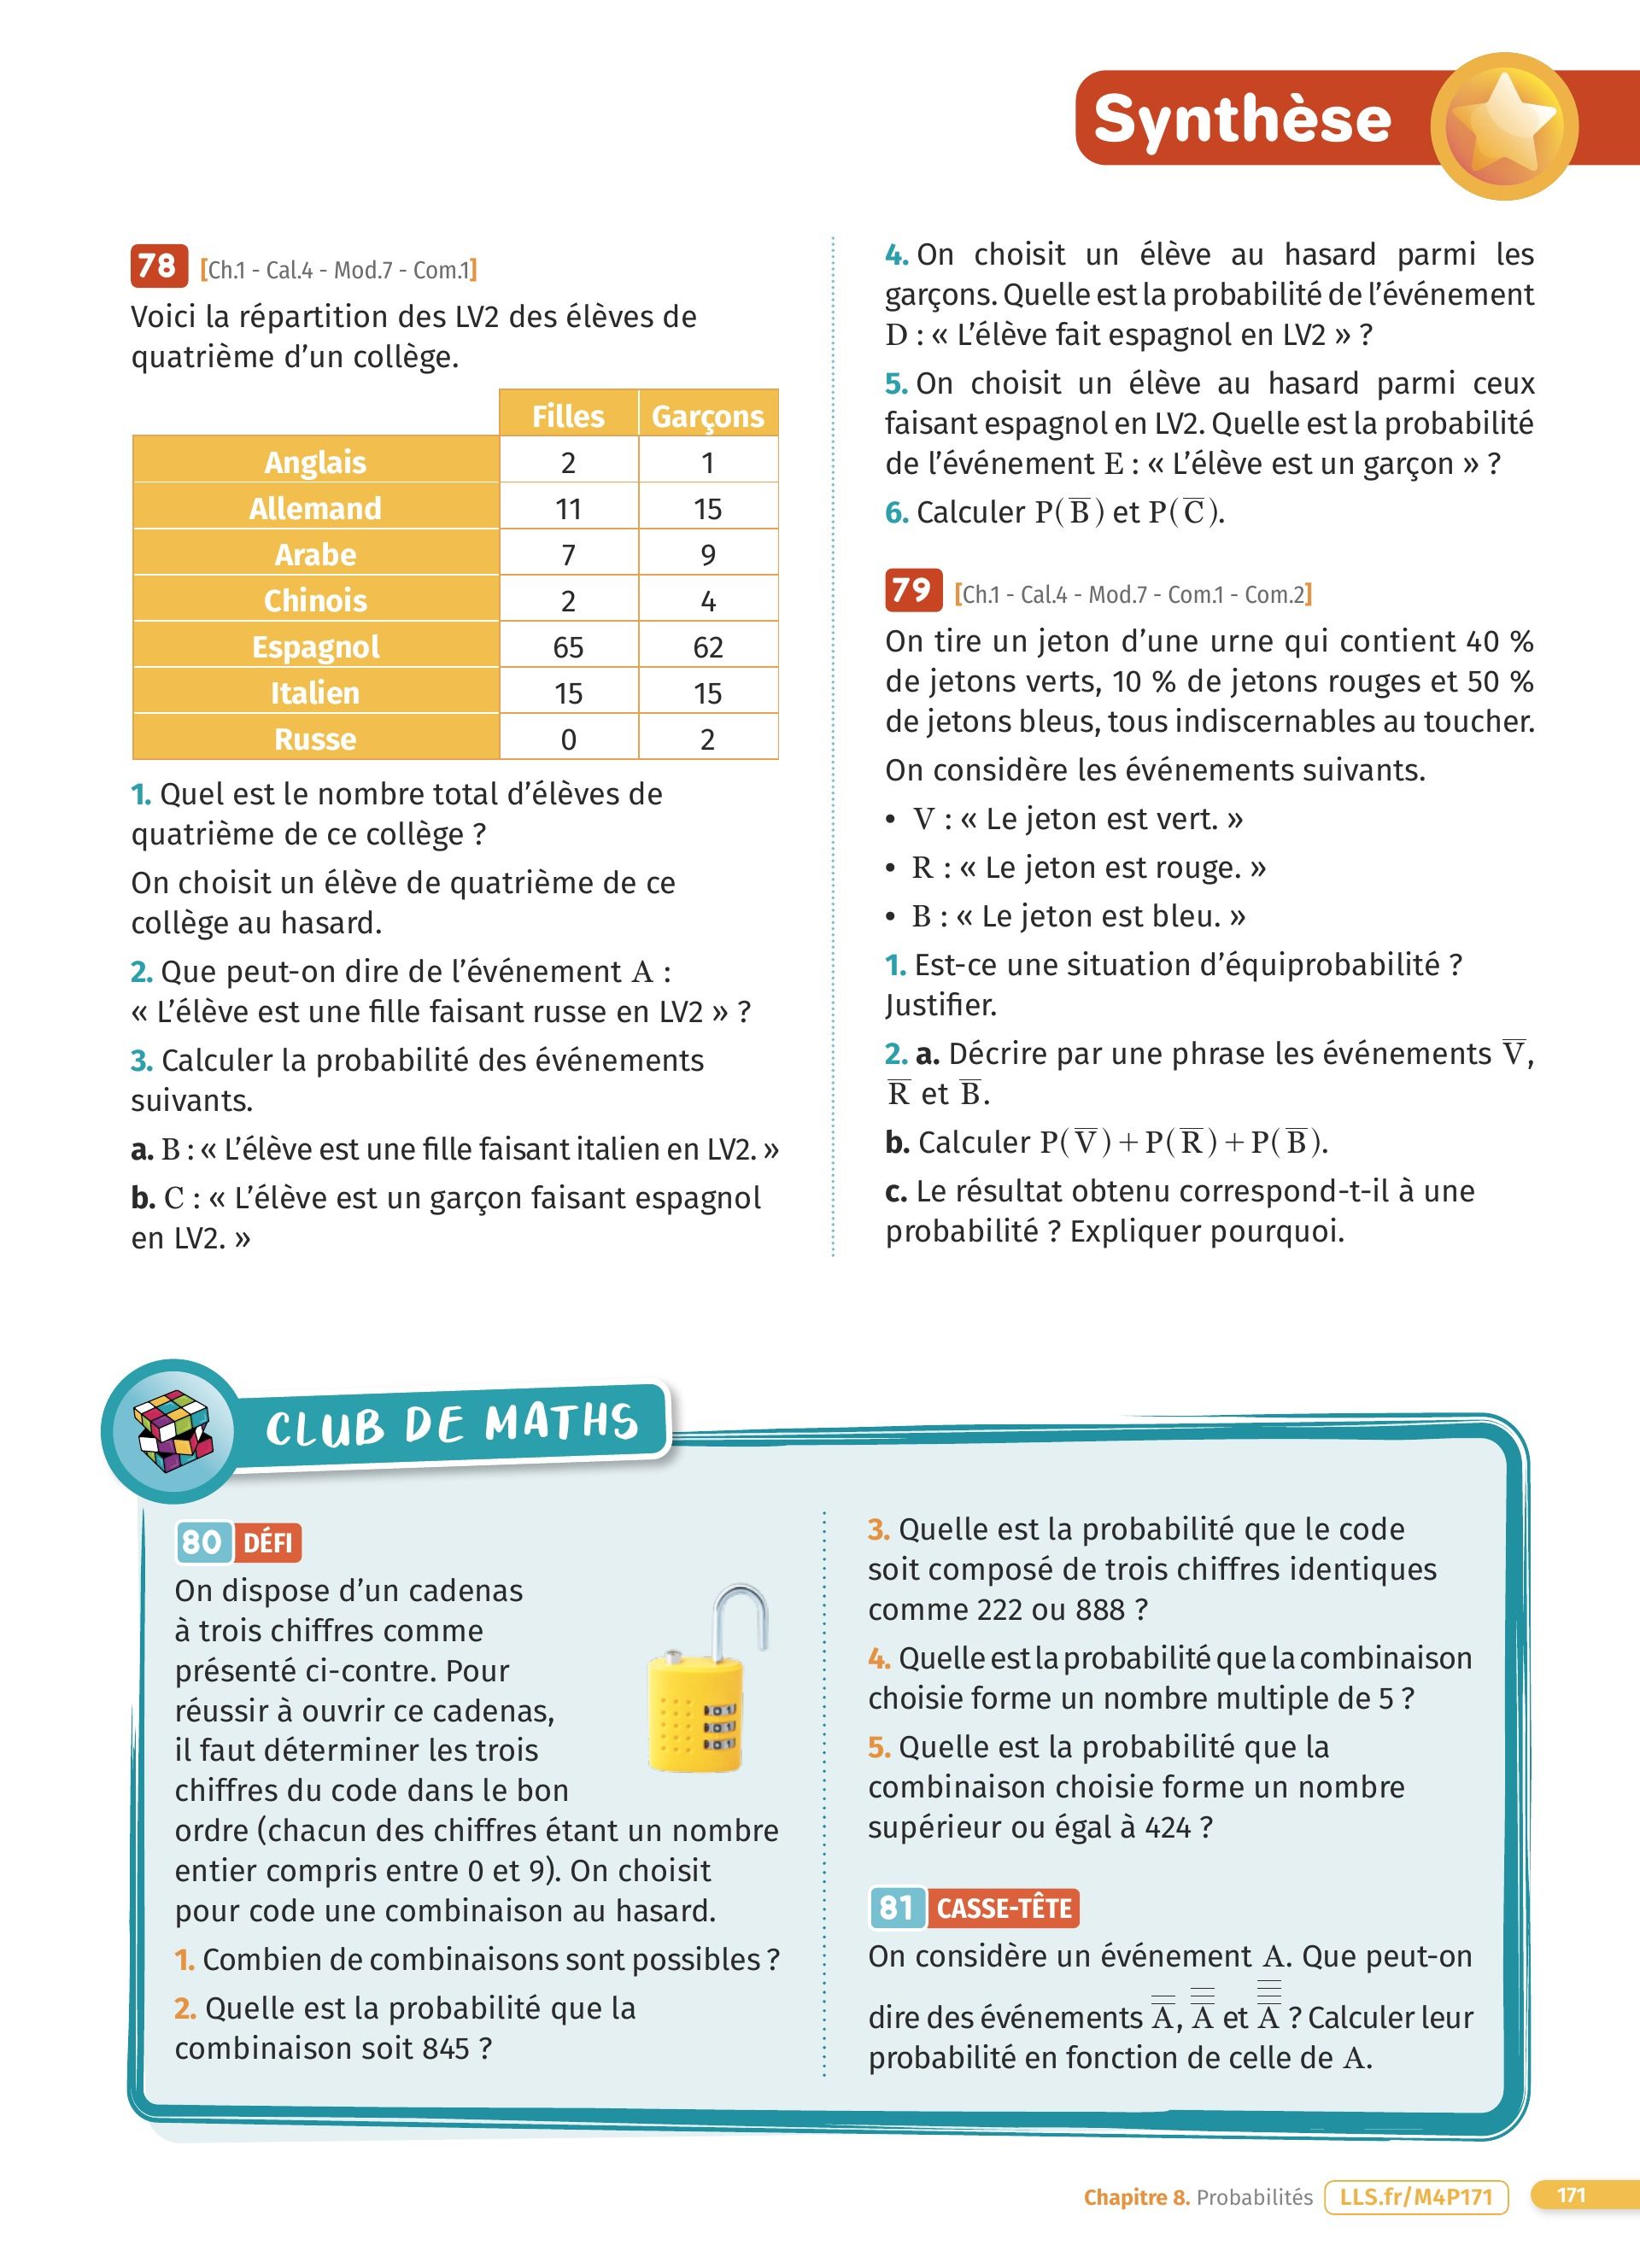 Synthèse
78 [Ch.1 - Cal.4 - Mod.7 - Com.1]
Voici la répartition des LV2 des élèves de
quatrième d’un collège.
Filles Garçons
Anglais 2 1
Allemand 11 15
Arabe 7 9
Chinois 2 4
Espagnol 65 62
Italien 15 15
Russe 0 2
1. Quel est le nombre total d’élèves de
quatrième de ce collège ?
On choisit un élève de quatrième de ce
collège au hasard.
2. Que peut-on dire de l’événement A :
« L’élève est une fille faisant russe en LV2 » ?
3. Calculer la probabilité des événements
suivants.
a. B : « L’élève est une fille faisant italien en LV2. »
b. C : « L’élève est un garçon faisant espagnol
en LV2. »
4. On choisit un élève au hasard parmi les
garçons. Quelle est la probabilité de l’événement
D : « L’élève fait espagnol en LV2 » ?
5. On choisit un élève au hasard parmi ceux
faisant espagnol en LV2. Quelle est la probabilité
de l’événement E : « L’élève est un garçon » ?
6. Calculer P(B̅) et P(C̅).
79 [Ch.1 - Cal.4 - Mod.7 - Com.1 - Com.2]
On tire un jeton d’une urne qui contient 40 %
de jetons verts, 10 % de jetons rouges et 50 %
de jetons bleus, tous indiscernables au toucher.
On considère les événements suivants.
• V : « Le jeton est vert. »
• R : « Le jeton est rouge. »
• B : « Le jeton est bleu. »
1. Est-ce une situation d’équiprobabilité ?
Justifier.
2. a. Décrire par une phrase les événements V̅,
R̅ et B̅.
b. Calculer P(V̅) + P(R̅) + P(B̅).
c. Le résultat obtenu correspond-t-il à une
probabilité ? Expliquer pourquoi.
CLUB DE MATHS
80 DÉFI
On dispose d’un cadenas
à trois chiffres comme
présenté ci-contre. Pour
réussir à ouvrir ce cadenas,
il faut déterminer les trois
chiffres du code dans le bon
ordre (chacun des chiffres étant un nombre
entier compris entre 0 et 9). On choisit
pour code une combinaison au hasard.
1. Combien de combinaisons sont possibles ?
2. Quelle est la probabilité que la
combinaison soit 845 ?
3. Quelle est la probabilité que le code
soit composé de trois chiffres identiques
comme 222 ou 888 ?
4. Quelle est la probabilité que la combinaison
choisie forme un nombre multiple de 5 ?
5. Quelle est la probabilité que la
combinaison choisie forme un nombre
supérieur ou égal à 424 ?
81 CASSE-TÊTE
On considère un événement A. Que peut-on
dire des événements A̅̅, A̅̅̅̅ et A̅̅̅̅̅̅ ? Calculer leur
probabilité en fonction de celle de A.
Chapitre 8. Probabilités LLS.fr/M4P171 171